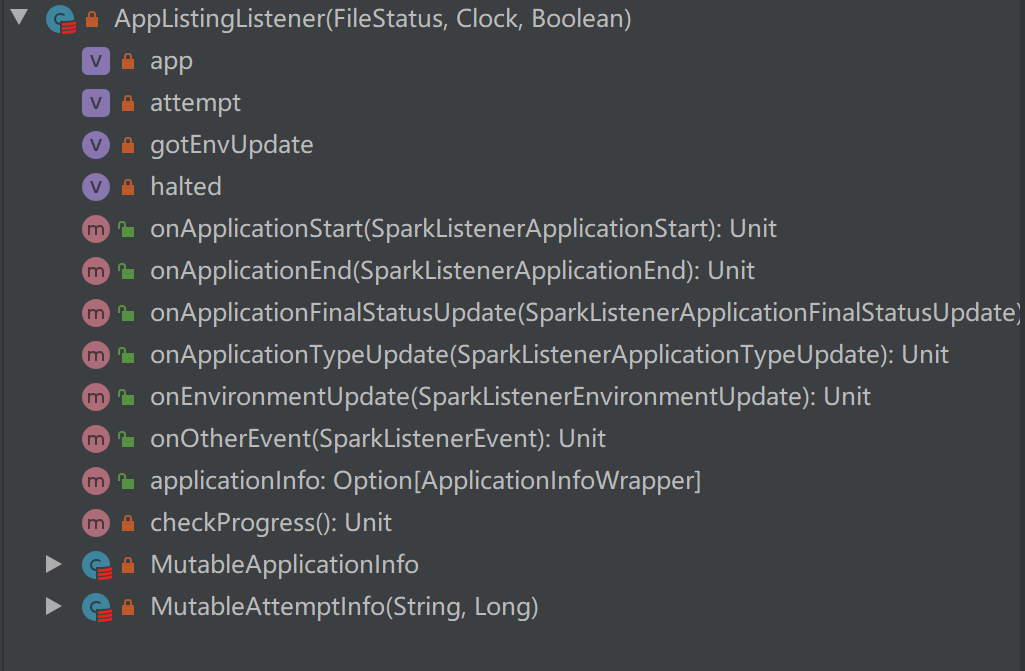 AppListingListener(FileStatus, Clock, Boolean)
app
attempt
gotEnvUpdate
halted
onApplicationStart(SparkListenerApplicationStart): Unit
onApplicationEnd(SparkListenerApplicationEnd): Unit
onApplicationFinalStatusUpdate(SparkListenerApplicationFinalStatusUpdate)
onApplicationTypeUpdate(SparkListenerApplicationTypeUpdate): Unit
onEnvironmentUpdate(SparkListenerEnvironmentUpdate): Unit
onOtherEvent(SparkListenerEvent): Unit
applicationInfo: Option[ApplicationInfoWrapper]
checkProgress(): Unit
MutableApplicationInfo
MutableAttemptInfo(String, Long)